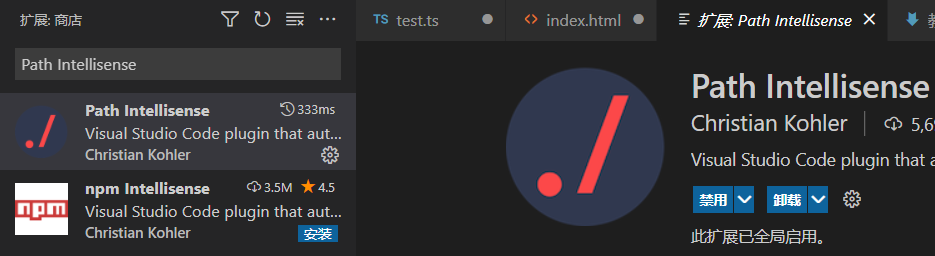 扩展: 商店
TS test.ts
<> index.html
扩展: Path Intellisense
Path Intellisense
Path Intellisense 333ms
Visual Studio Code plugin that aut...
Christian Kohler
npm Intellisense 3.5M 4.5
Visual Studio Code plugin that aut...
Christian Kohler 安装
npm
./
Path Intellisense
Christian Kohler 5,69
Visual Studio Code plugin that a
禁用 卸载
此扩展已全局启用。